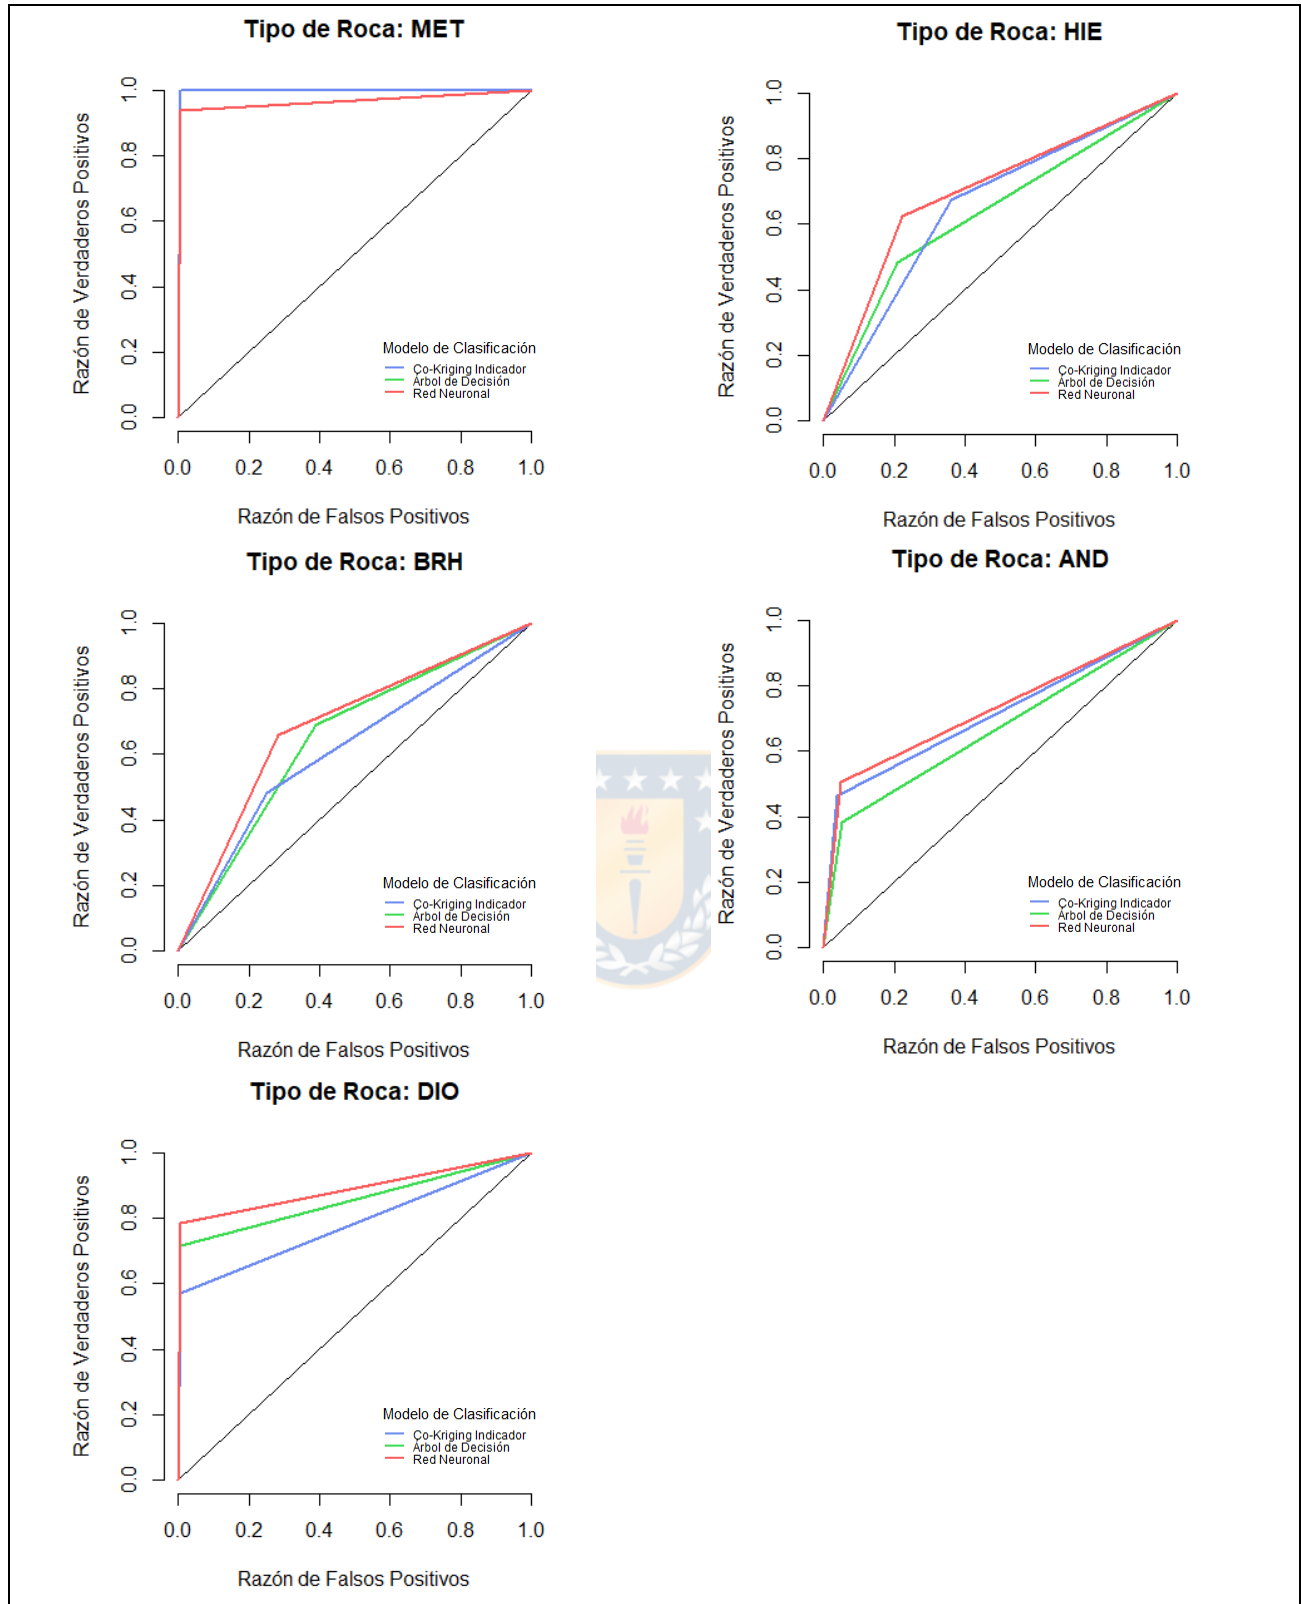 Tipo de Roca: MET
Razón de Verdaderos Positivos
1.0
0.8
0.6
0.4
0.2
0.0
Modelo de Clasificación
Co-Kriging Indicador
Árbol de Decisión
Red Neuronal
0.0 0.2 0.4 0.6 0.8 1.0
Razón de Falsos Positivos
Tipo de Roca: HIE
Razón de Verdaderos Positivos
1.0
0.8
0.6
0.4
0.2
0.0
Modelo de Clasificación
Co-Kriging Indicador
Árbol de Decisión
Red Neuronal
0.0 0.2 0.4 0.6 0.8 1.0
Razón de Falsos Positivos
Tipo de Roca: BRH
Razón de Verdaderos Positivos
1.0
0.8
0.6
0.4
0.2
0.0
Modelo de Clasificación
Co-Kriging Indicador
Árbol de Decisión
Red Neuronal
0.0 0.2 0.4 0.6 0.8 1.0
Razón de Falsos Positivos
Tipo de Roca: AND
Razón de Verdaderos Positivos
1.0
0.8
0.6
0.4
0.2
0.0
Modelo de Clasificación
Co-Kriging Indicador
Árbol de Decisión
Red Neuronal
0.0 0.2 0.4 0.6 0.8 1.0
Razón de Falsos Positivos
Tipo de Roca: DIO
Razón de Verdaderos Positivos
1.0
0.8
0.6
0.4
0.2
0.0
Modelo de Clasificación
Co-Kriging Indicador
Árbol de Decisión
Red Neuronal
0.0 0.2 0.4 0.6 0.8 1.0
Razón de Falsos Positivos